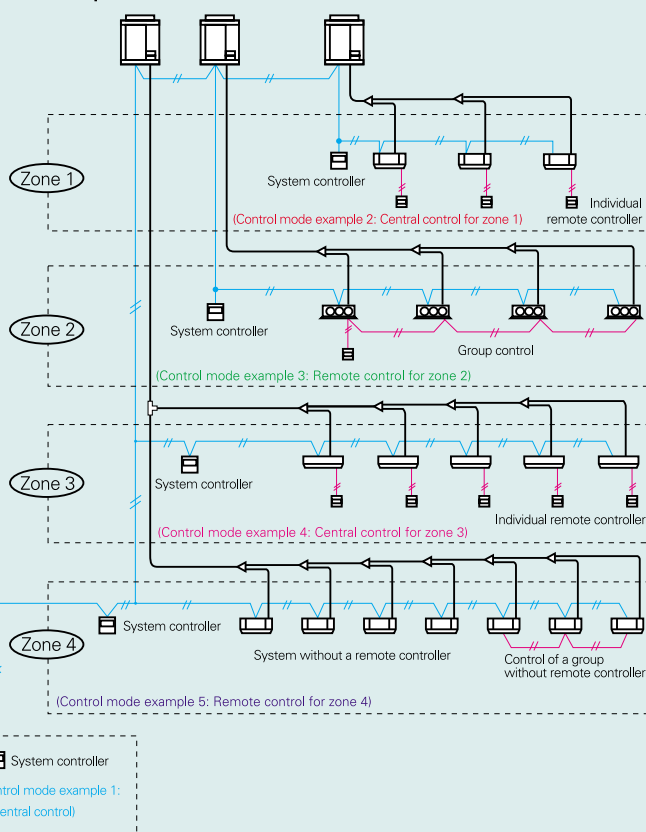 System controller
Zone 1
Individual
remote controller
(Control mode example 2: Central control for zone 1)
Zone 2
System controller
Group control
(Control mode example 3: Remote control for zone 2)
Zone 3
System controller
Individual remote controller
(Control mode example 4: Central control for zone 3)
Zone 4
System controller
System without a remote controller
Control of a group
without remote controller
(Control mode example 5: Remote control for zone 4)
System controller
ntrol mode example 1:
entral control)